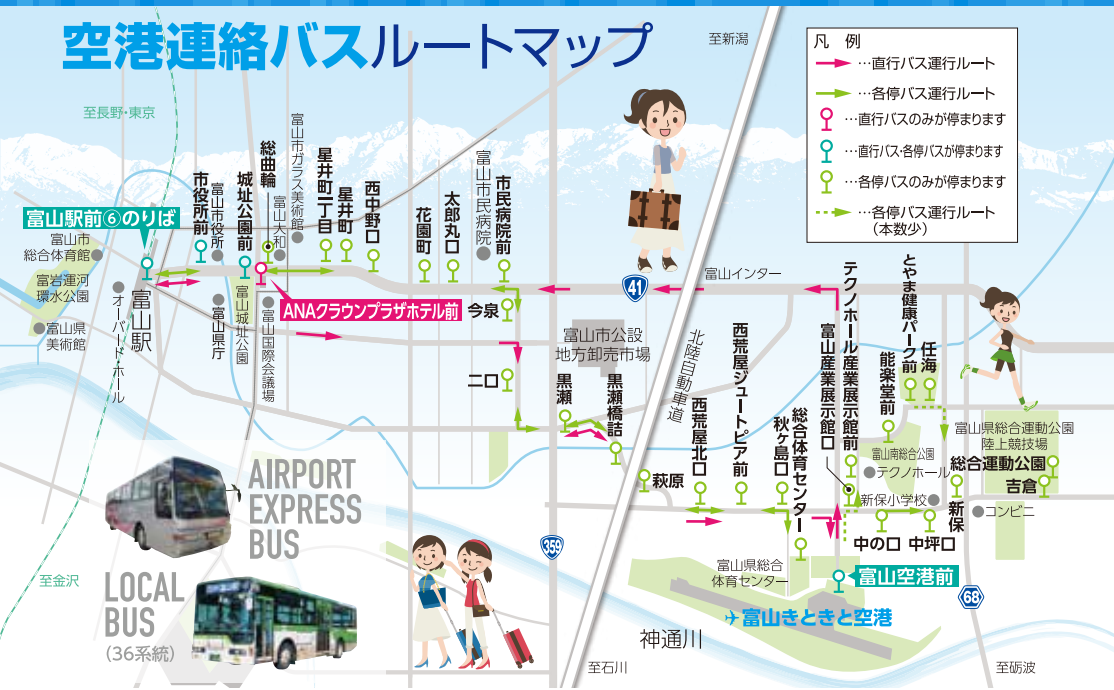 空港連絡バスルートマップ
至新潟
凡 例
…直行バス運行ルート
…各停バス運行ルート
…直行バスのみが停まります
…直行バス・各停バスが停まります
…各停バスのみが停まります
…各停バス運行ルート
（本数少）
至長野・東京
富山駅前⑥のりば
富山市
総合体育館
富岩運河
環水公園
富山県
美術館
オーバード・ホール
富山駅
市役所前
富山市役所
富山県庁
城址公園前
富山城址公園
総曲輪
富山大和
富山市ガラス美術館
ANAクラウンプラザホテル前
富山国際会議場
星井町二丁目
星井町
西中野口
花園町
太郎丸口
富山市民病院
市民病院前
今泉
二口
富山市公設
地方卸売市場
黒瀬
黒瀬橋詰
41
富山インター
北陸自動車道
萩原
西荒屋北口
西荒屋ジュートピア前
秋ヶ島口
総合体育センター
富山産業展示館口
テクノホール産業展示館前
能楽堂前
とやま健康パーク前
任海
富山県総合運動公園
陸上競技場
富山南総合公園
テクノホール
総合運動公園
吉倉
新保小学校
新保
コンビニ
中の口
中坪口
富山県総合
体育センター
富山空港前
68
富山きときと空港
神通川
359
至石川
至砺波
至金沢
AIRPORT
EXPRESS
BUS
LOCAL
BUS
(36系統)